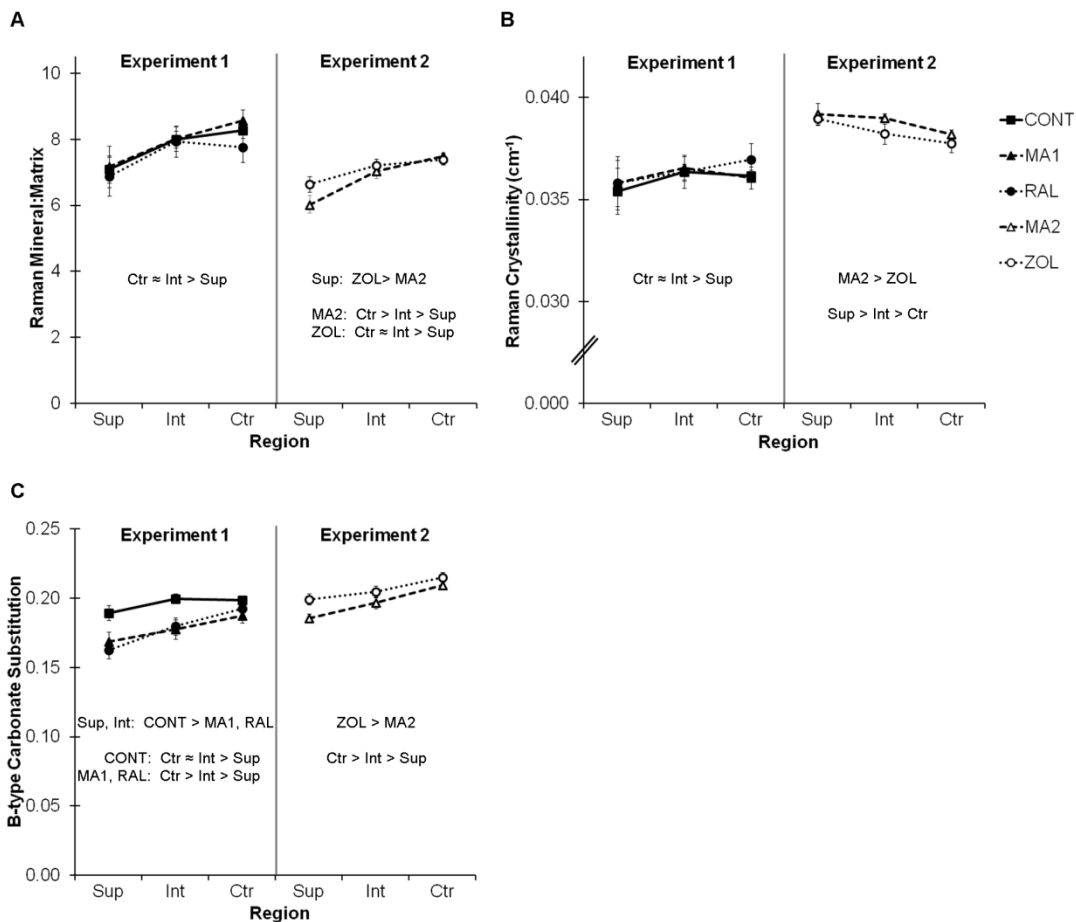 A
Experiment 1
Experiment 2
Raman Mineral:Matrix
10
8
6
4
2
0
Ctr ≈ Int > Sup
Sup: ZOL> MA2
MA2: Ctr > Int > Sup
ZOL: Ctr ≈ Int > Sup
Sup Int Ctr Sup Int Ctr
Region
B
Experiment 1
Experiment 2
Raman Crystallinity (cm⁻¹)
0.040
0.035
0.030
0.000
Ctr ≈ Int > Sup
MA2 > ZOL
Sup > Int > Ctr
Sup Int Ctr Sup Int Ctr
Region
CONT
MA1
RAL
MA2
ZOL
C
Experiment 1
Experiment 2
B-type Carbonate Substitution
0.25
0.20
0.15
0.10
0.05
0.00
Sup, Int: CONT > MA1, RAL
CONT: Ctr ≈ Int > Sup
MA1, RAL: Ctr > Int > Sup
ZOL > MA2
Ctr > Int > Sup
Sup Int Ctr Sup Int Ctr
Region